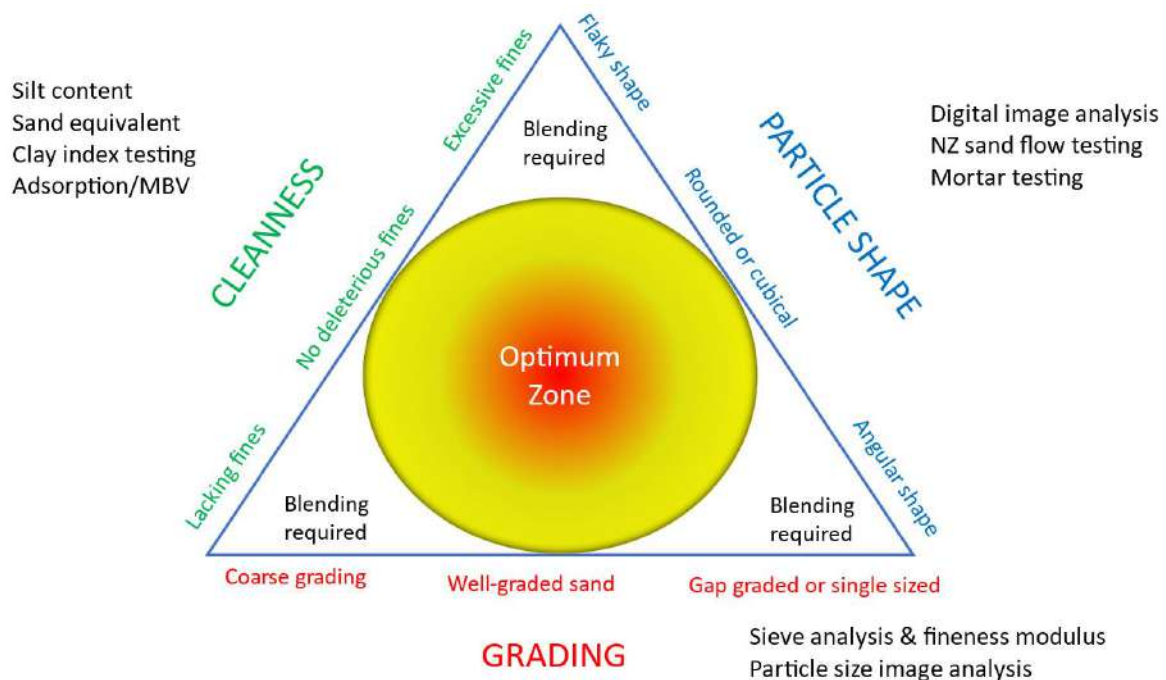 Silt content
Sand equivalent
Clay index testing
Adsorption/MBV
CLEANNESS
Excessive fines
No deleterious fines
Lacking fines
Flaky shape
Rounded or cubical
Angular shape
PARTICLE SHAPE
Digital image analysis
NZ sand flow testing
Mortar testing
Blending
required
Optimum
Zone
Blending
required
Blending
required
Coarse grading
Well-graded sand
Gap graded or single sized
GRADING
Sieve analysis & fineness modulus
Particle size image analysis